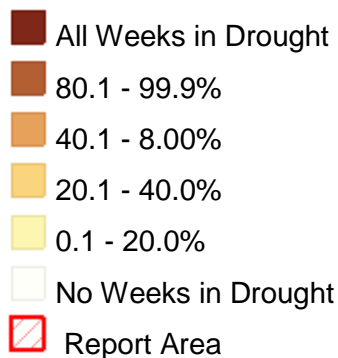 All Weeks in Drought
80.1 - 99.9%
40.1 - 8.00%
20.1 - 40.0%
0.1 - 20.0%
No Weeks in Drought
Report Area